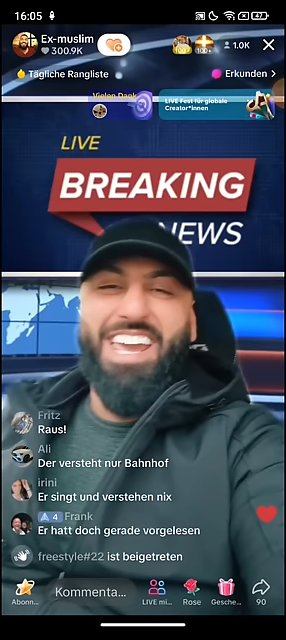 16:05
47
Ex-muslim
300.9K
100+
1.0K
Tägliche Rangliste
Erkunden >
Vielen Dank
LIVE Fest für globale
Creator*innen
LIVE
BREAKING
NEWS
Fritz
Raus!
Ali
Der versteht nur Bahnhof
irini
Er singt und verstehen nix
4 Frank
Er hatt doch gerade vorgelesen
freestyle#22 ist beigetreten
Abonn...
Kommenta...
LIVE mi...
Rose
Gesche...
90